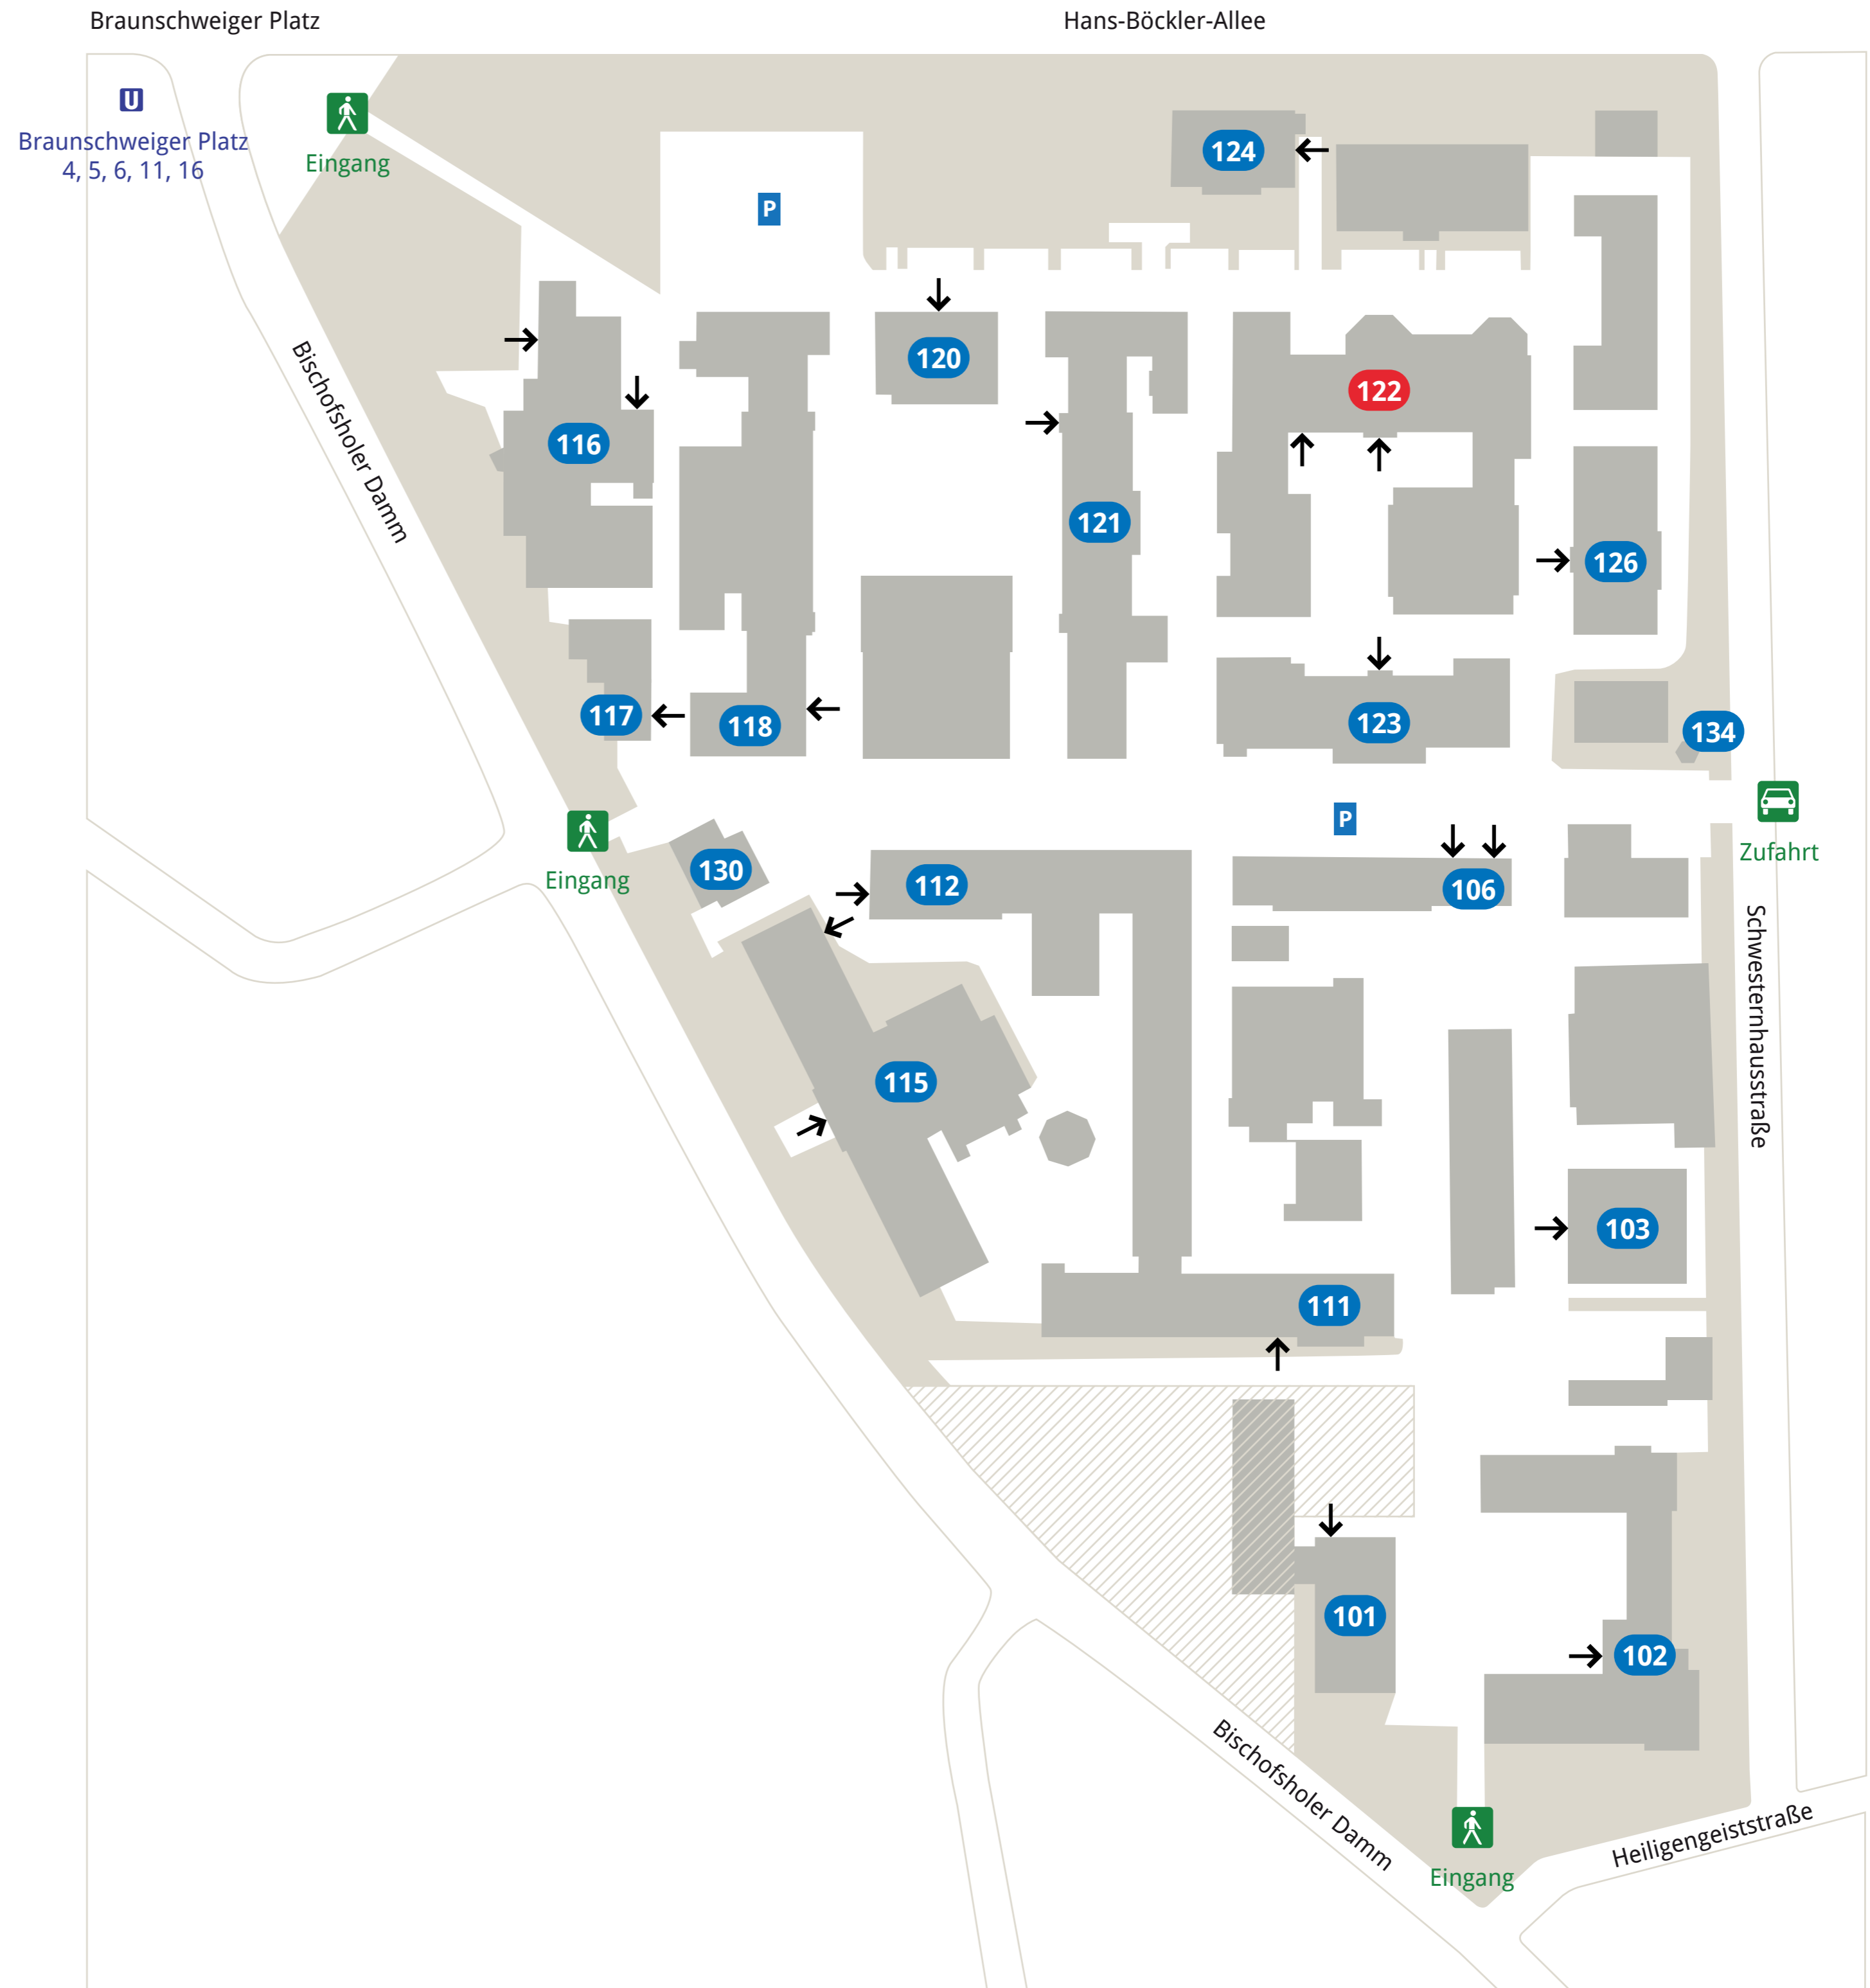 Braunschweiger Platz
Hans-Böckler-Allee
U
Braunschweiger Platz
4, 5, 6, 11, 16
Eingang
P
124
120
122
116
121
126
Bischofsholer Damm
117
118
123
134
P
Zufahrt
Eingang
130
112
106
Schwesternhausstraße
115
103
111
101
102
Bischofsholer Damm
Heiligengeiststraße
Eingang